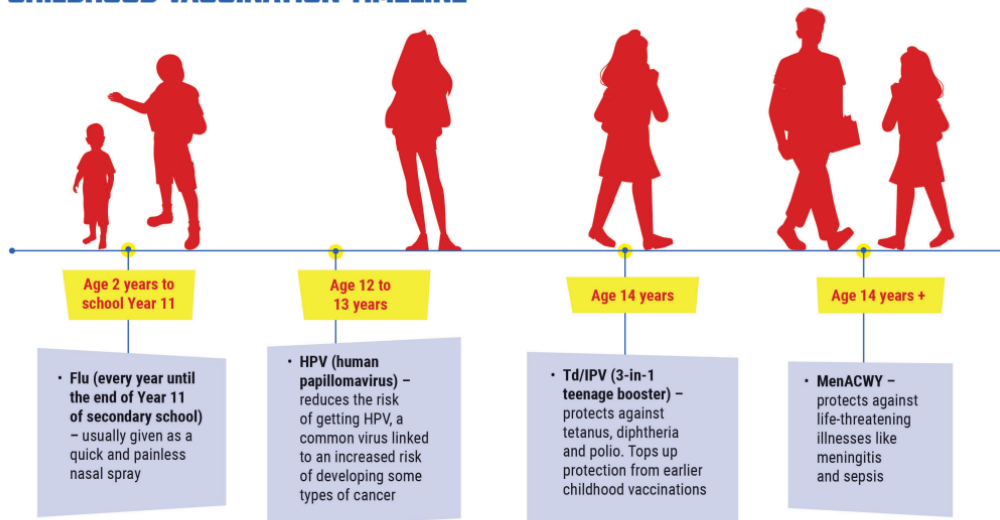 CHILDHOOD VACCINATION TIMELINE
Age 2 years to
school Year 11
• Flu (every year until
the end of Year 11
of secondary school)
– usually given as a
quick and painless
nasal spray
Age 12 to
13 years
• HPV (human
papillomavirus) –
reduces the risk
of getting HPV, a
common virus linked
to an increased risk
of developing some
types of cancer
Age 14 years
• Td/IPV (3-in-1
teenage booster) –
protects against
tetanus, diphtheria
and polio. Tops up
protection from earlier
childhood vaccinations
Age 14 years +
• MenACWY –
protects against
life-threatening
illnesses like
meningitis
and sepsis